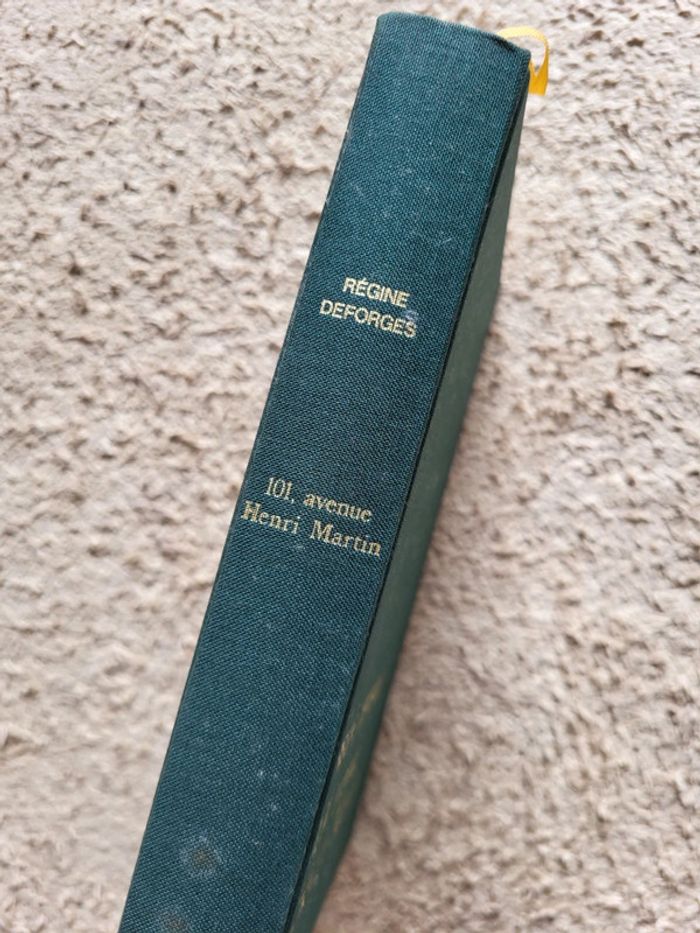 RÉGINE
DEFORGES
101, avenue
Henri Martin